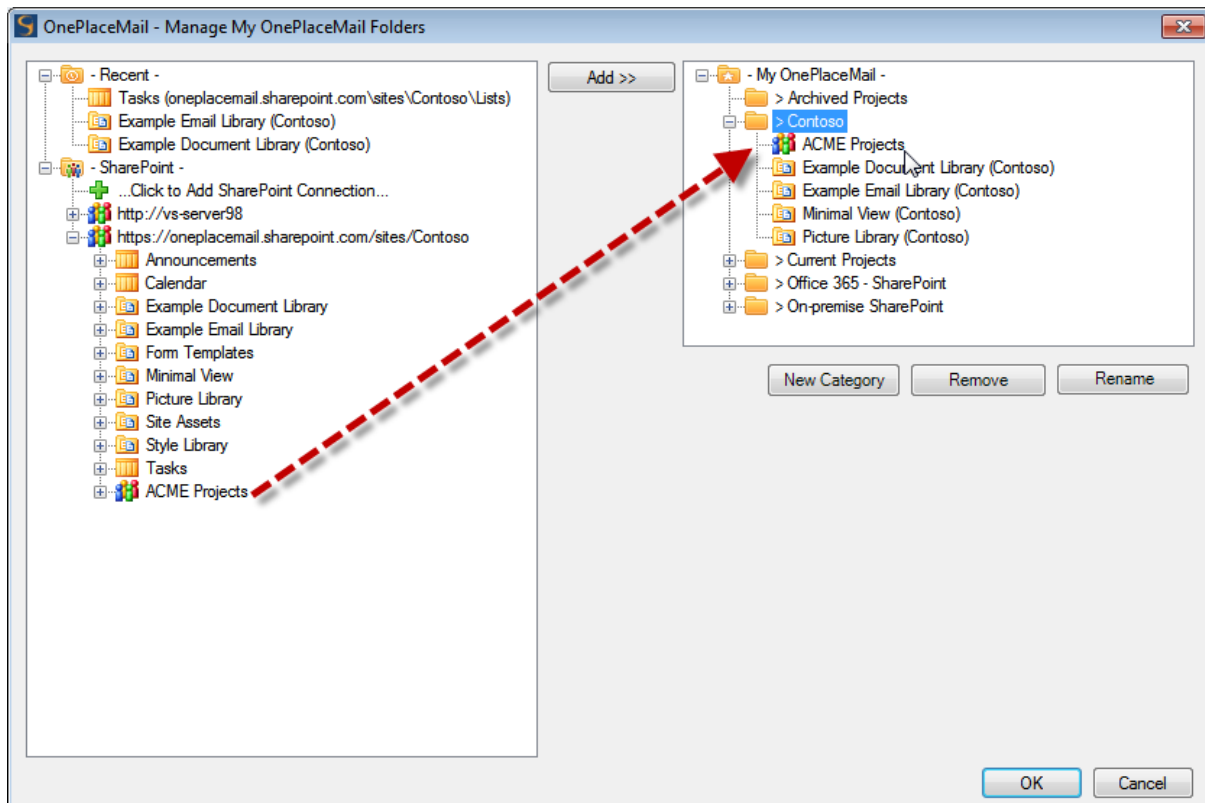 OnePlaceMail - Manage My OnePlaceMail Folders
- Recent -
Tasks (oneplacemail.sharepoint.com\sites\Contoso\Lists)
Example Email Library (Contoso)
Example Document Library (Contoso)
- SharePoint -
...Click to Add SharePoint Connection...
http://vs-server98
https://oneplacemail.sharepoint.com/sites/Contoso
Announcements
Calendar
Example Document Library
Example Email Library
Form Templates
Minimal View
Picture Library
Site Assets
Style Library
Tasks
ACME Projects
Add >>
- My OnePlaceMail -
> Archived Projects
> Contoso
ACME Projects
Example Document Library (Contoso)
Example Email Library (Contoso)
Minimal View (Contoso)
Picture Library (Contoso)
> Current Projects
> Office 365 - SharePoint
> On-premise SharePoint
New Category
Remove
Rename
OK
Cancel